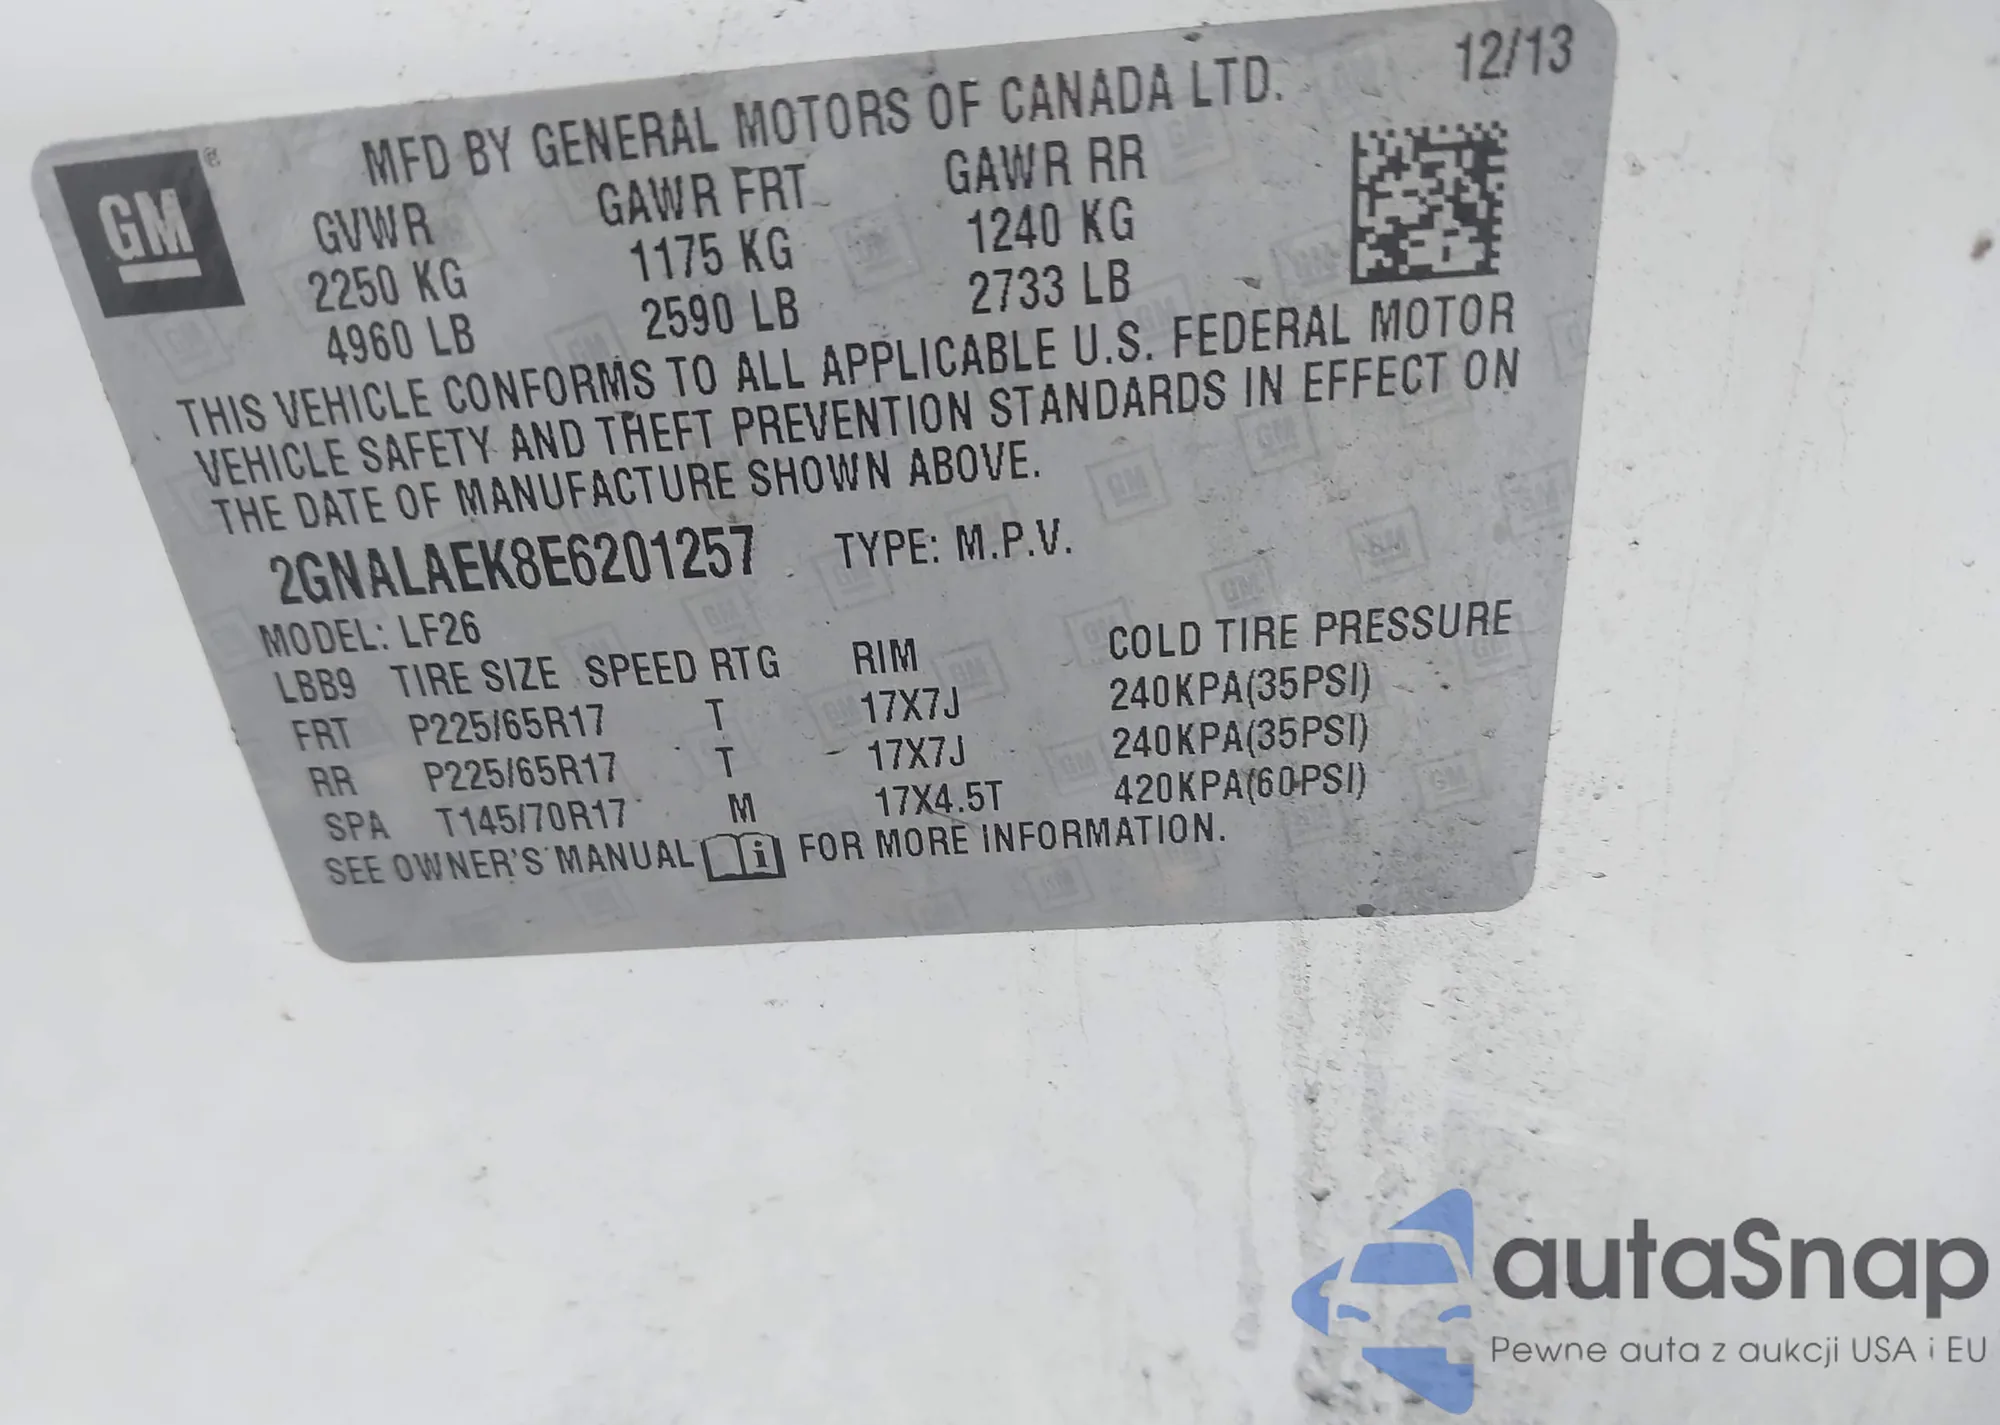 MFD BY GENERAL MOTORS OF CANADA LTD. 12/13
GM®
GVWR GAWR FRT GAWR RR
2250 KG 1175 KG 1240 KG
4960 LB 2590 LB 2733 LB
THIS VEHICLE CONFORMS TO ALL APPLICABLE U.S. FEDERAL MOTOR
VEHICLE SAFETY AND THEFT PREVENTION STANDARDS IN EFFECT ON
THE DATE OF MANUFACTURE SHOWN ABOVE.
2GNALAEK8E6201257 TYPE: M.P.V.
MODEL: LF26
LBB9 TIRE SIZE SPEED RTG RIM COLD TIRE PRESSURE
FRT P225/65R17 T 17X7J 240KPA(35PSI)
RR P225/65R17 T 17X7J 240KPA(35PSI)
SPA T145/70R17 M 17X4.5T 420KPA(60PSI)
SEE OWNER'S MANUAL i FOR MORE INFORMATION.
autaSnap
Pewne auta z aukcji USA i EU